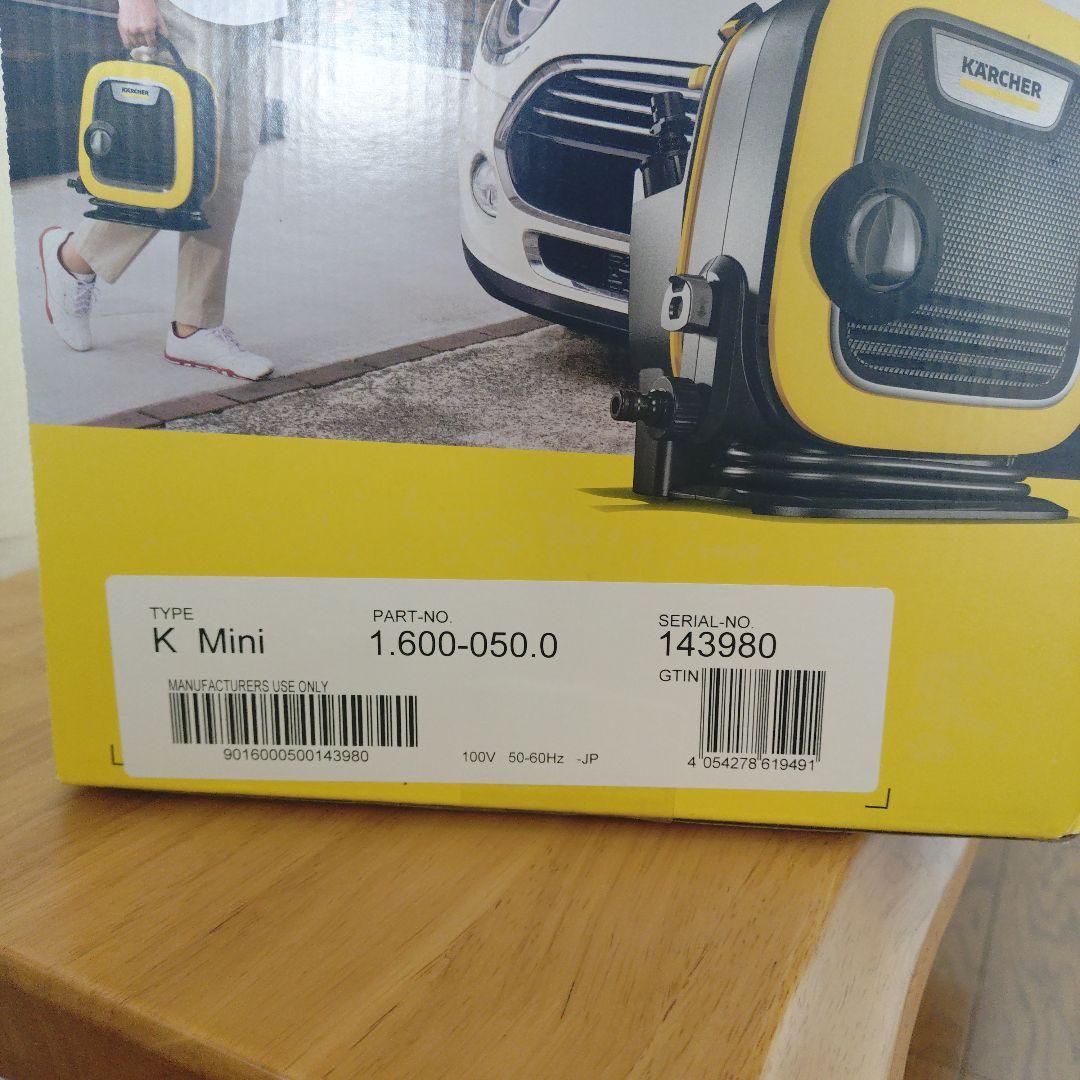 KÄRCHER
KÄRCHER
TYPE
K Mini
PART-NO.
1.600-050.0
SERIAL-NO.
143980
MANUFACTURERS USE ONLY
9016000500143980
100V 50-60Hz -JP
GTIN
4 054278 619491